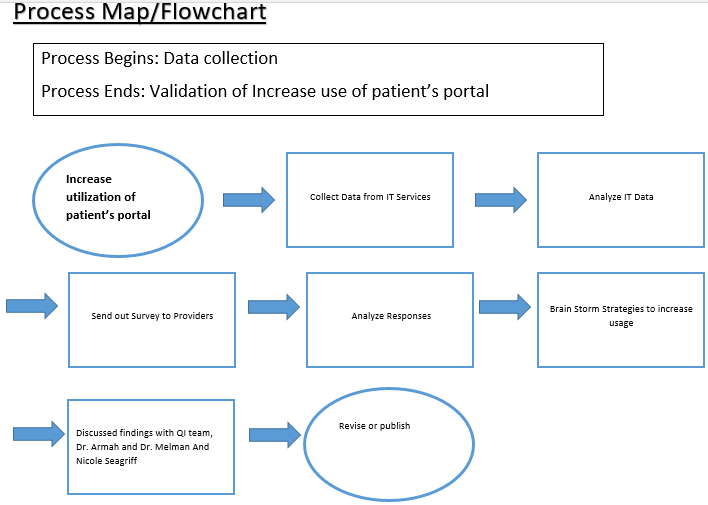 Process Map/Flowchart
Process Begins: Data collection
Process Ends: Validation of Increase use of patient’s portal
Increase
utilization of
patient’s portal
Collect Data from IT Services
Analyze IT Data
Send out Survey to Providers
Analyze Responses
Brain Storm Strategies to increase
usage
Discussed findings with QI team,
Dr. Armah and Dr. Melman And
Nicole Seagriff
Revise or publish